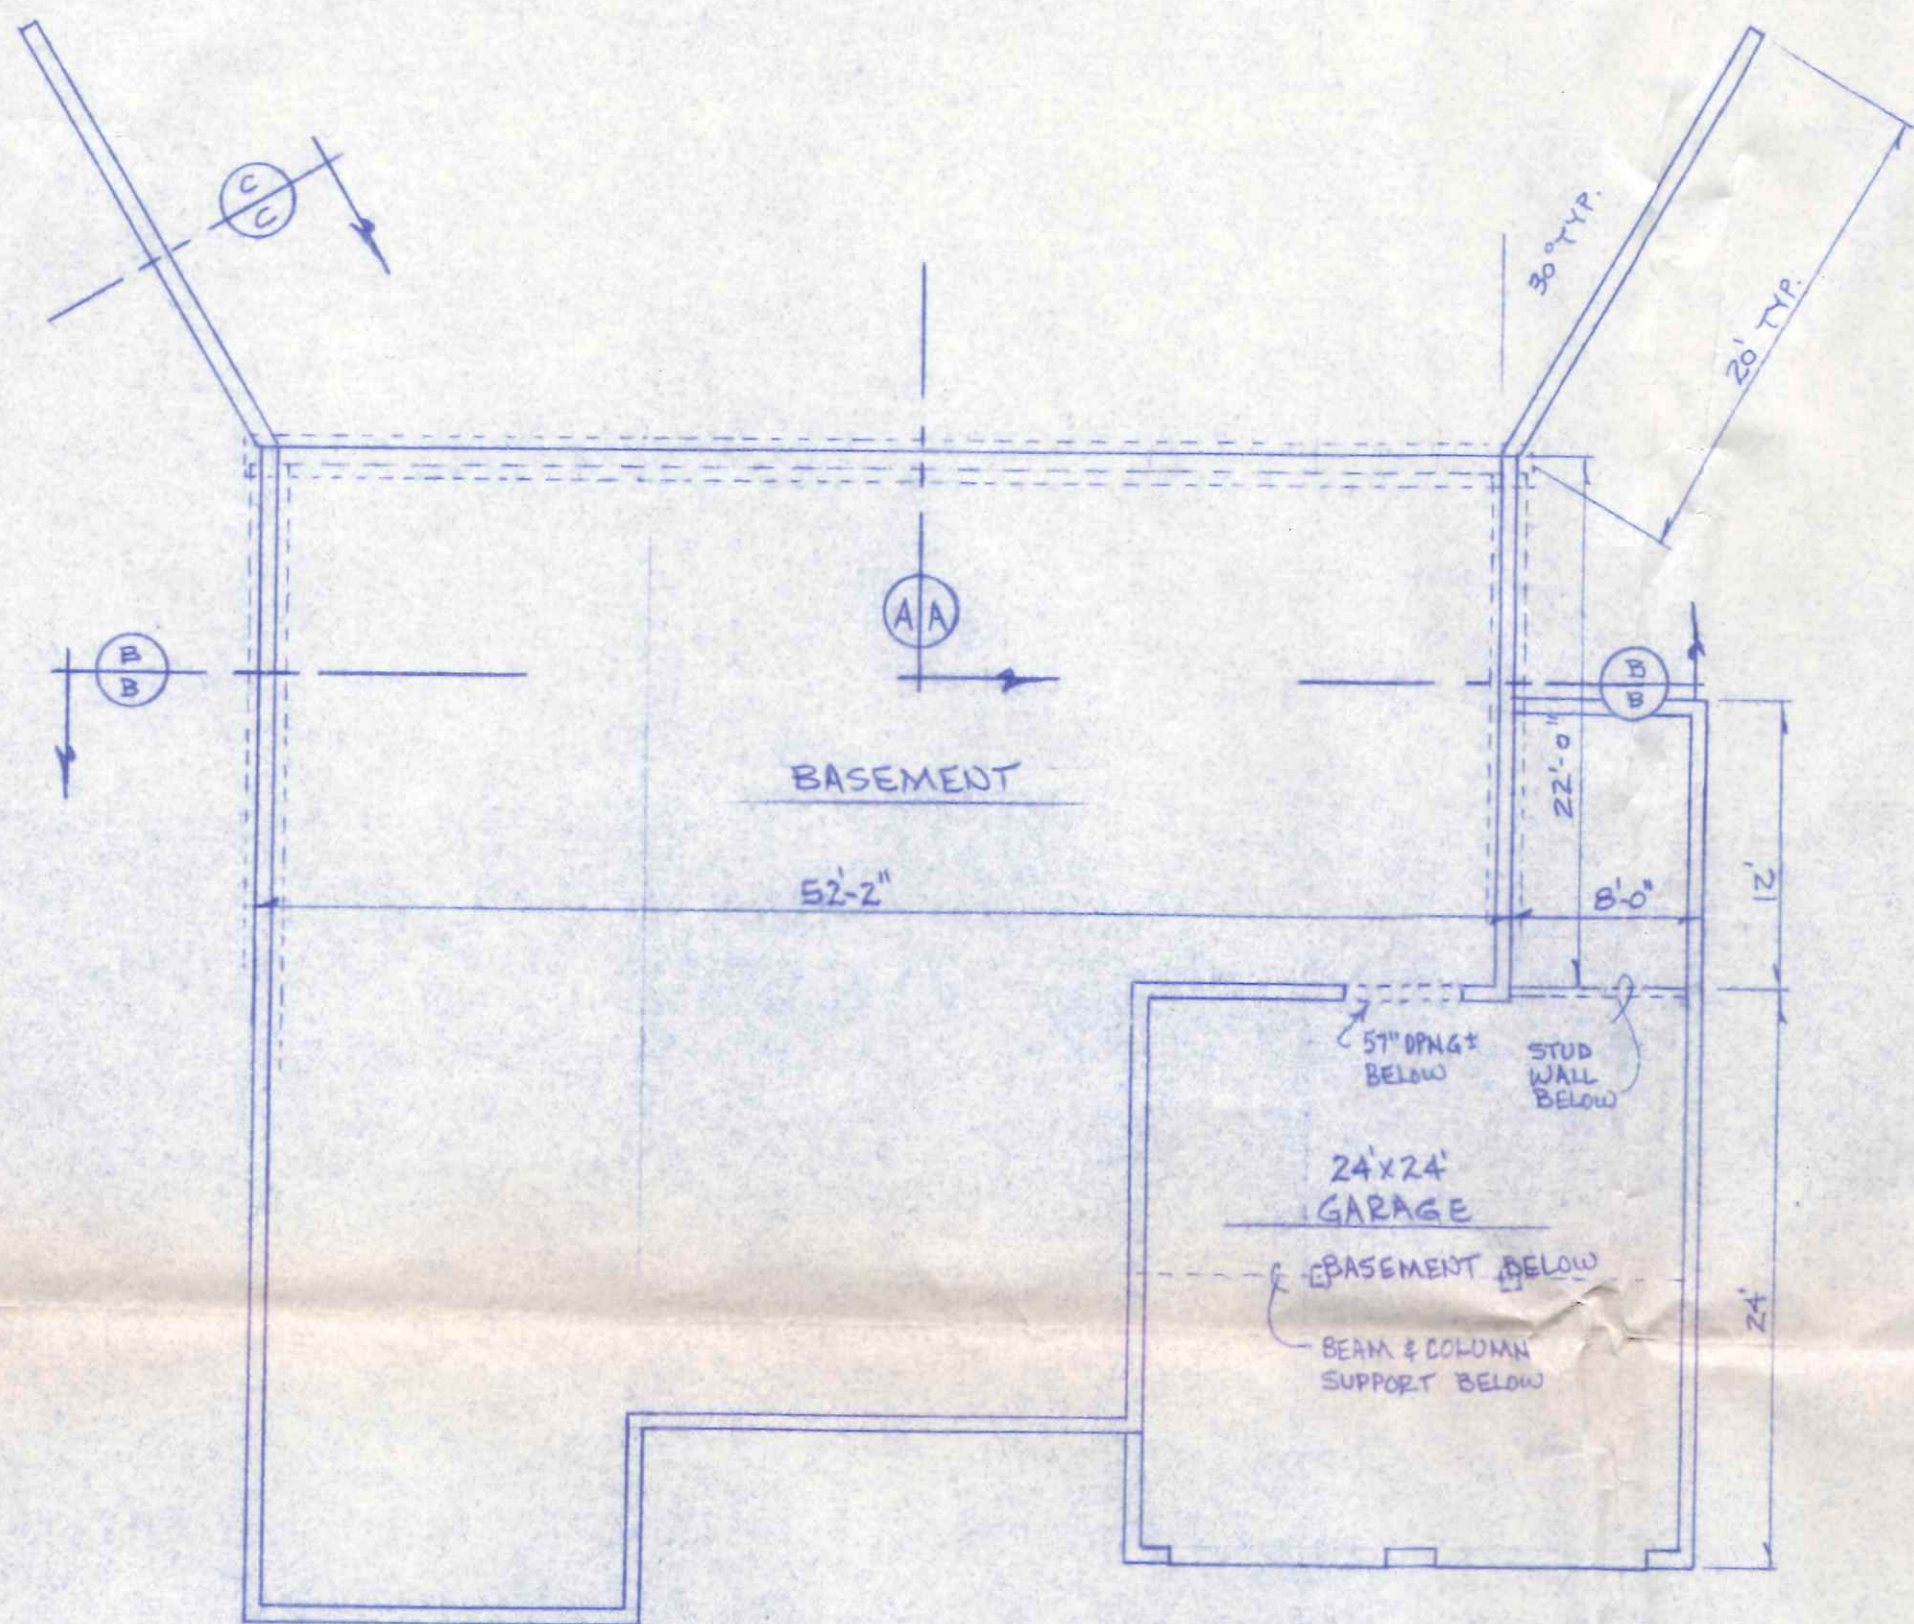 C
C
30° TYP.
20' TYP.
A A
B
B
B
B
BASEMENT
22'-0"
52'-2"
8'-0"
12'
57" OPNG ±
BELOW
STUD
WALL
BELOW
24'x24'
GARAGE
BASEMENT BELOW
24'
BEAM & COLUMN
SUPPORT BELOW